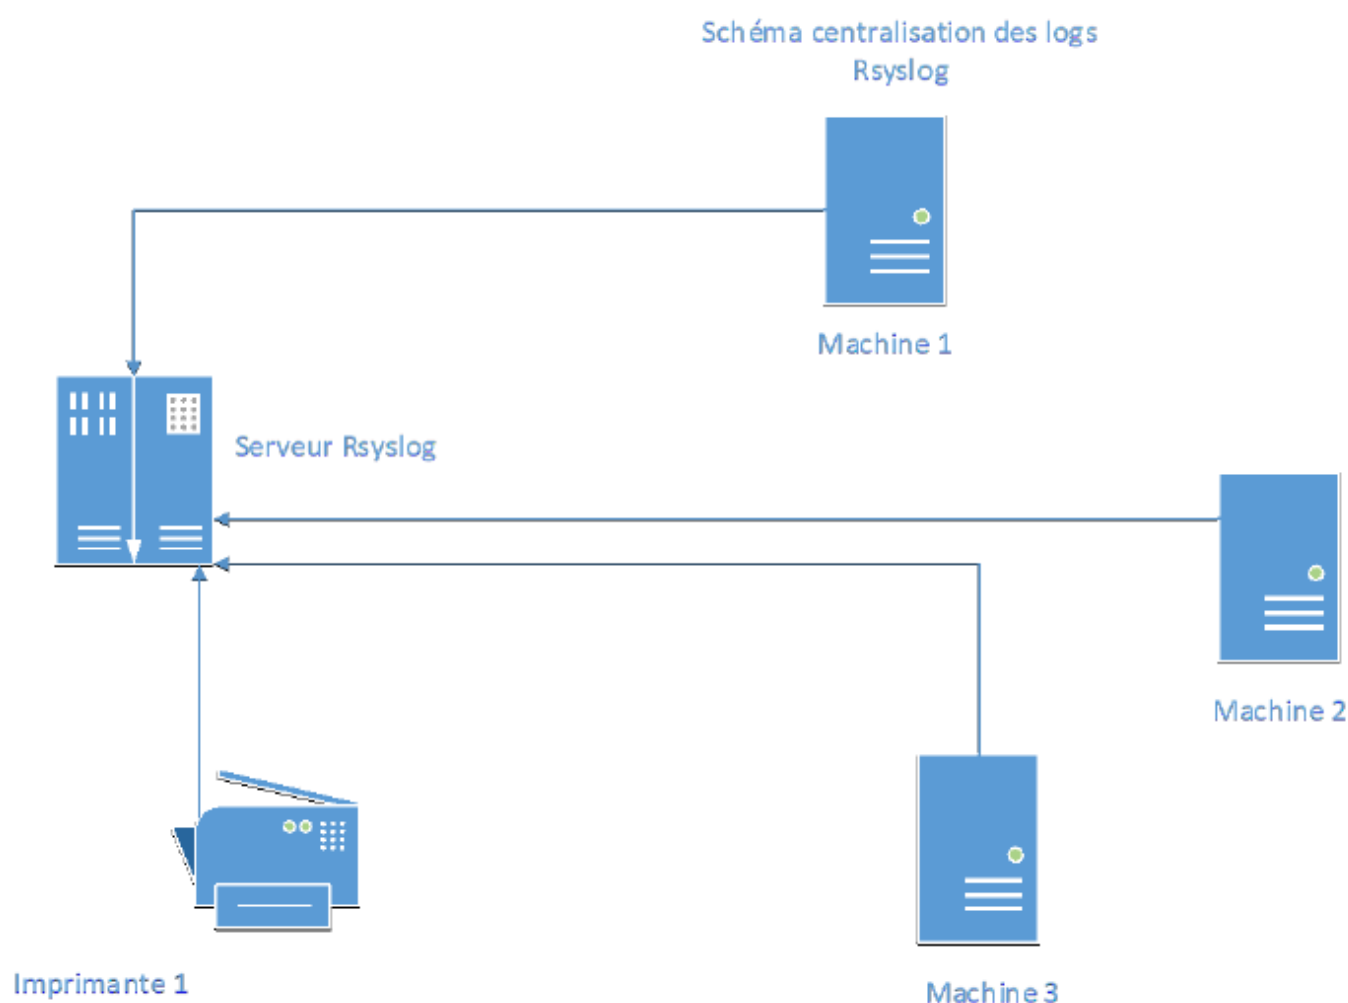 Schéma centralisation des logs
Rsyslog
Machine 1
Serveur Rsyslog
Machine 2
Imprimante 1
Machine 3